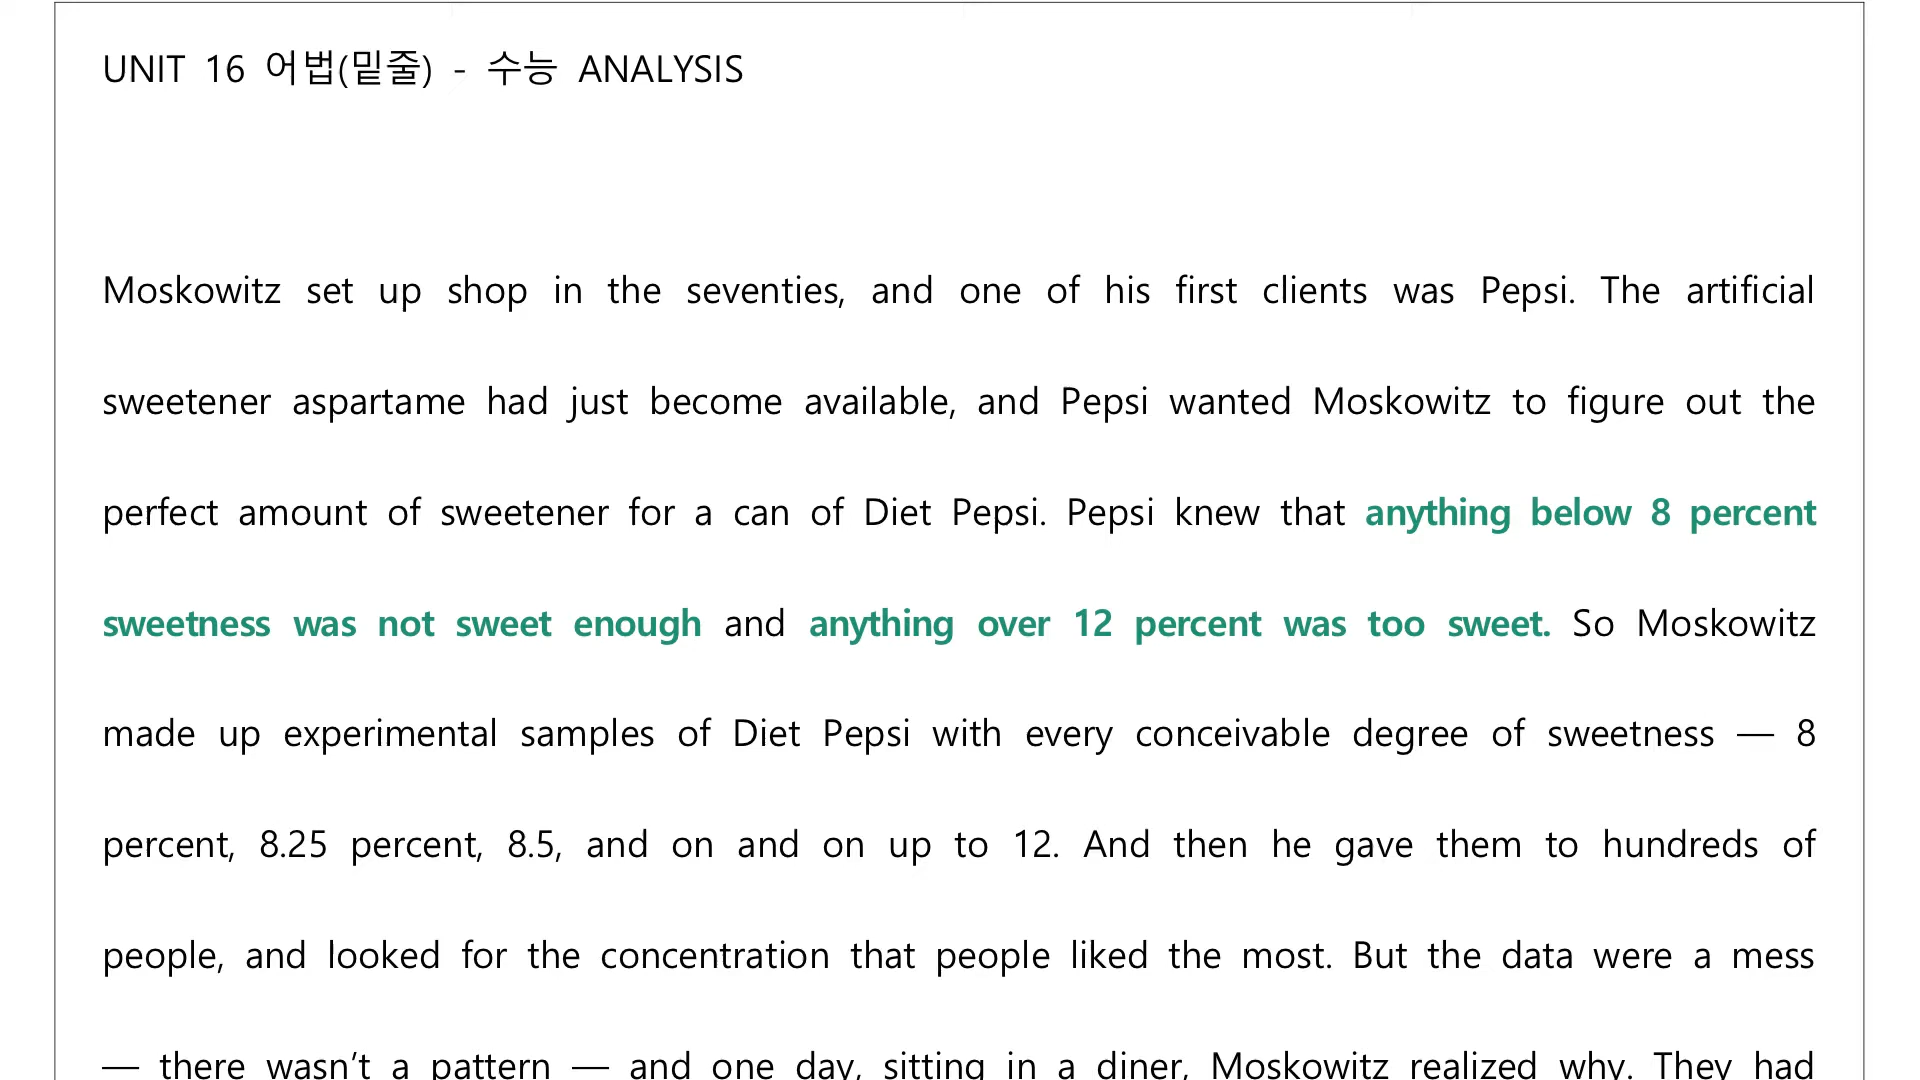 UNIT 16 어법(밑줄) - 수능 ANALYSIS
Moskowitz set up shop in the seventies, and one of his first clients was Pepsi. The artificial
sweetener aspartame had just become available, and Pepsi wanted Moskowitz to figure out the
perfect amount of sweetener for a can of Diet Pepsi. Pepsi knew that anything below 8 percent
sweetness was not sweet enough and anything over 12 percent was too sweet. So Moskowitz
made up experimental samples of Diet Pepsi with every conceivable degree of sweetness — 8
percent, 8.25 percent, 8.5, and on and on up to 12. And then he gave them to hundreds of
people, and looked for the concentration that people liked the most. But the data were a mess
— there wasn’t a pattern — and one day, sitting in a diner, Moskowitz realized why. They had